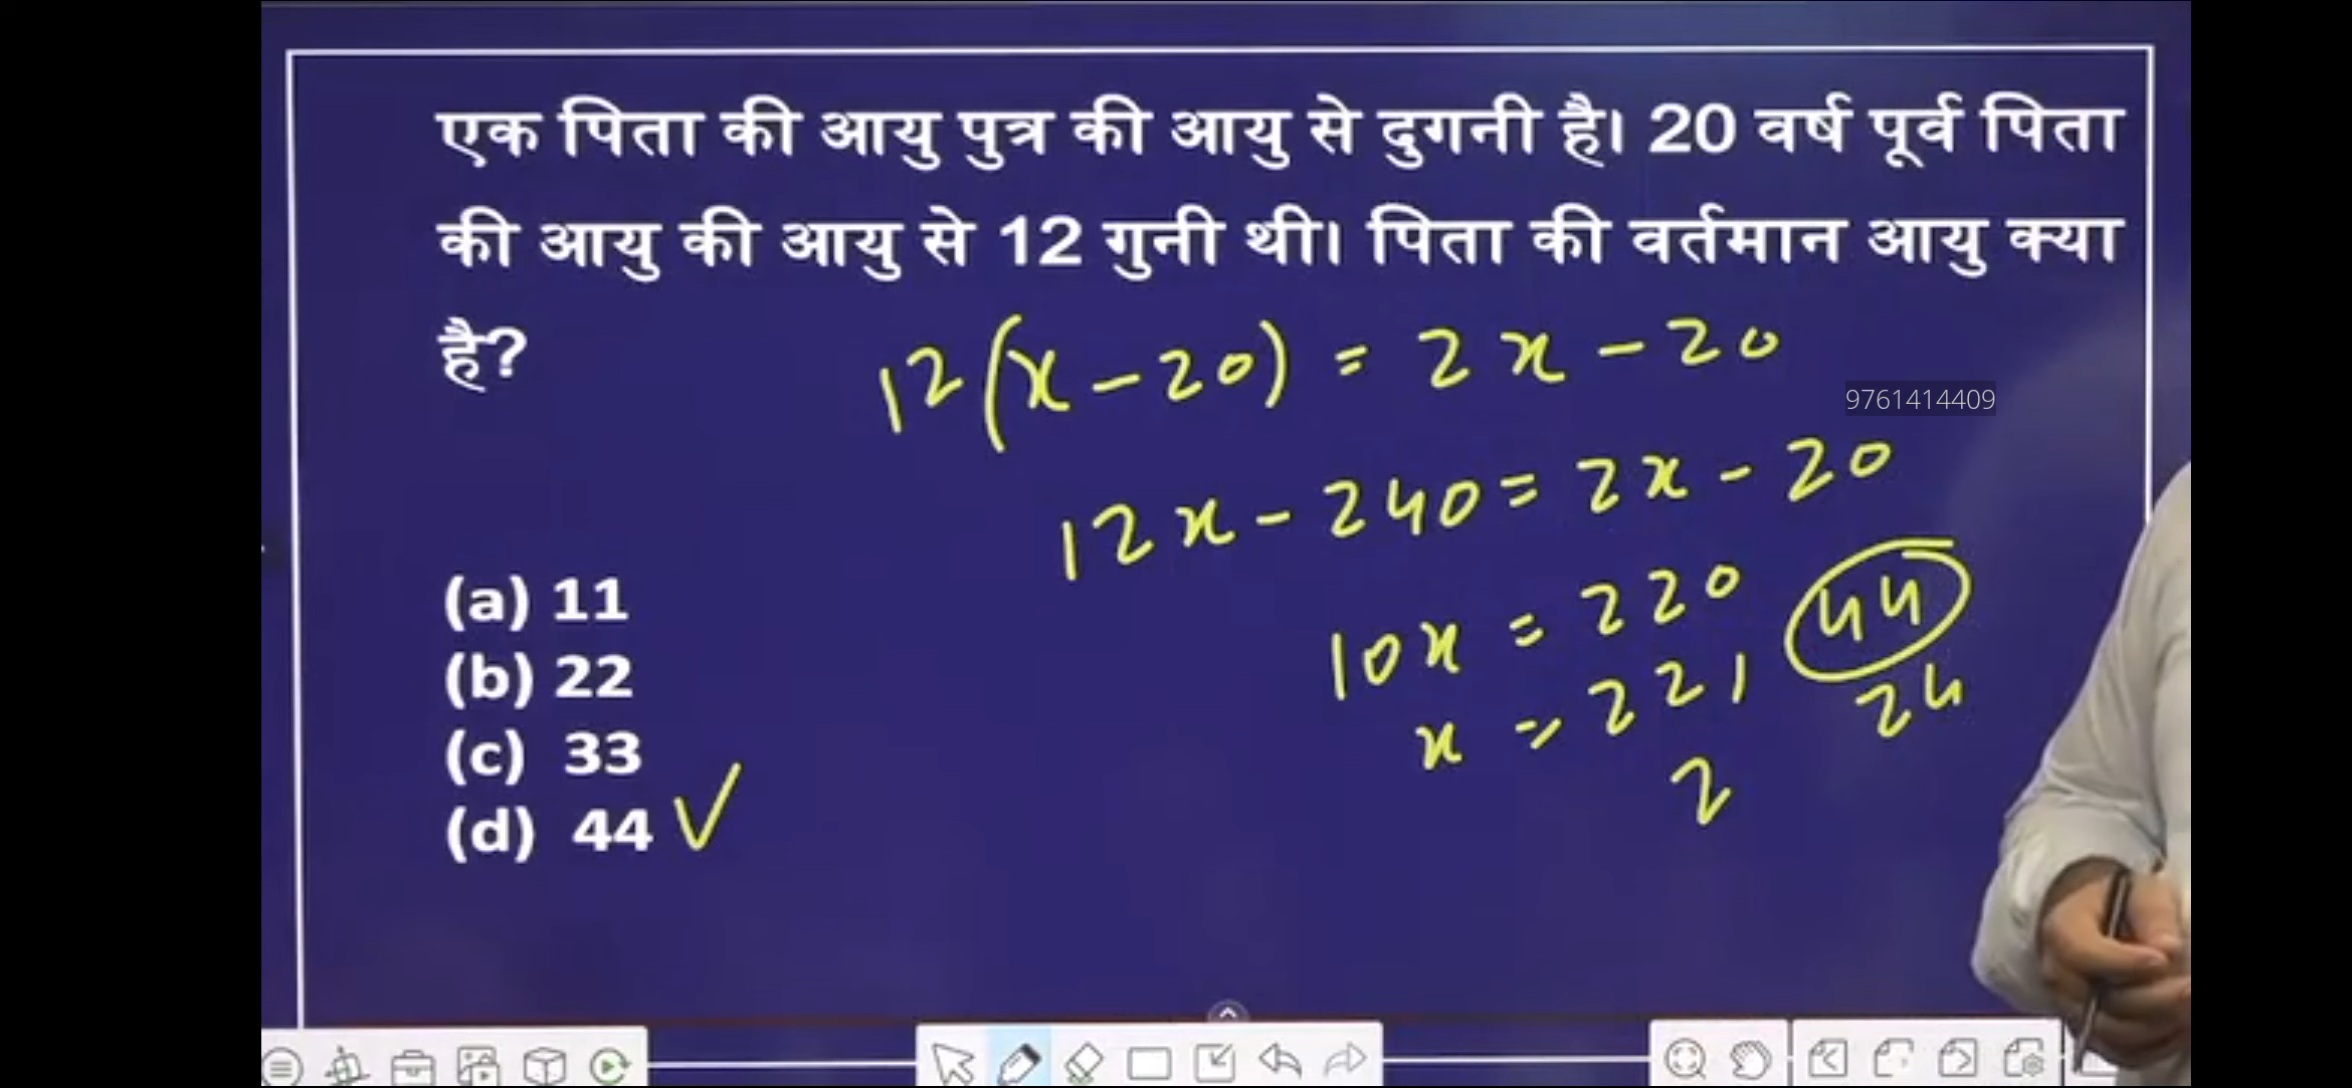 एक पिता की आयु पुत्र की आयु से दुगनी है। 20 वर्ष पूर्व पिता
की आयु की आयु से 12 गुनी थी। पिता की वर्तमान आयु क्या
है?
12(x-20) = 2x-20
9761414409
12x-240=2x-20
10x = 220
44
x = 22,
24
2
(a) 11
(b) 22
(c) 33
(d) 44 ✓